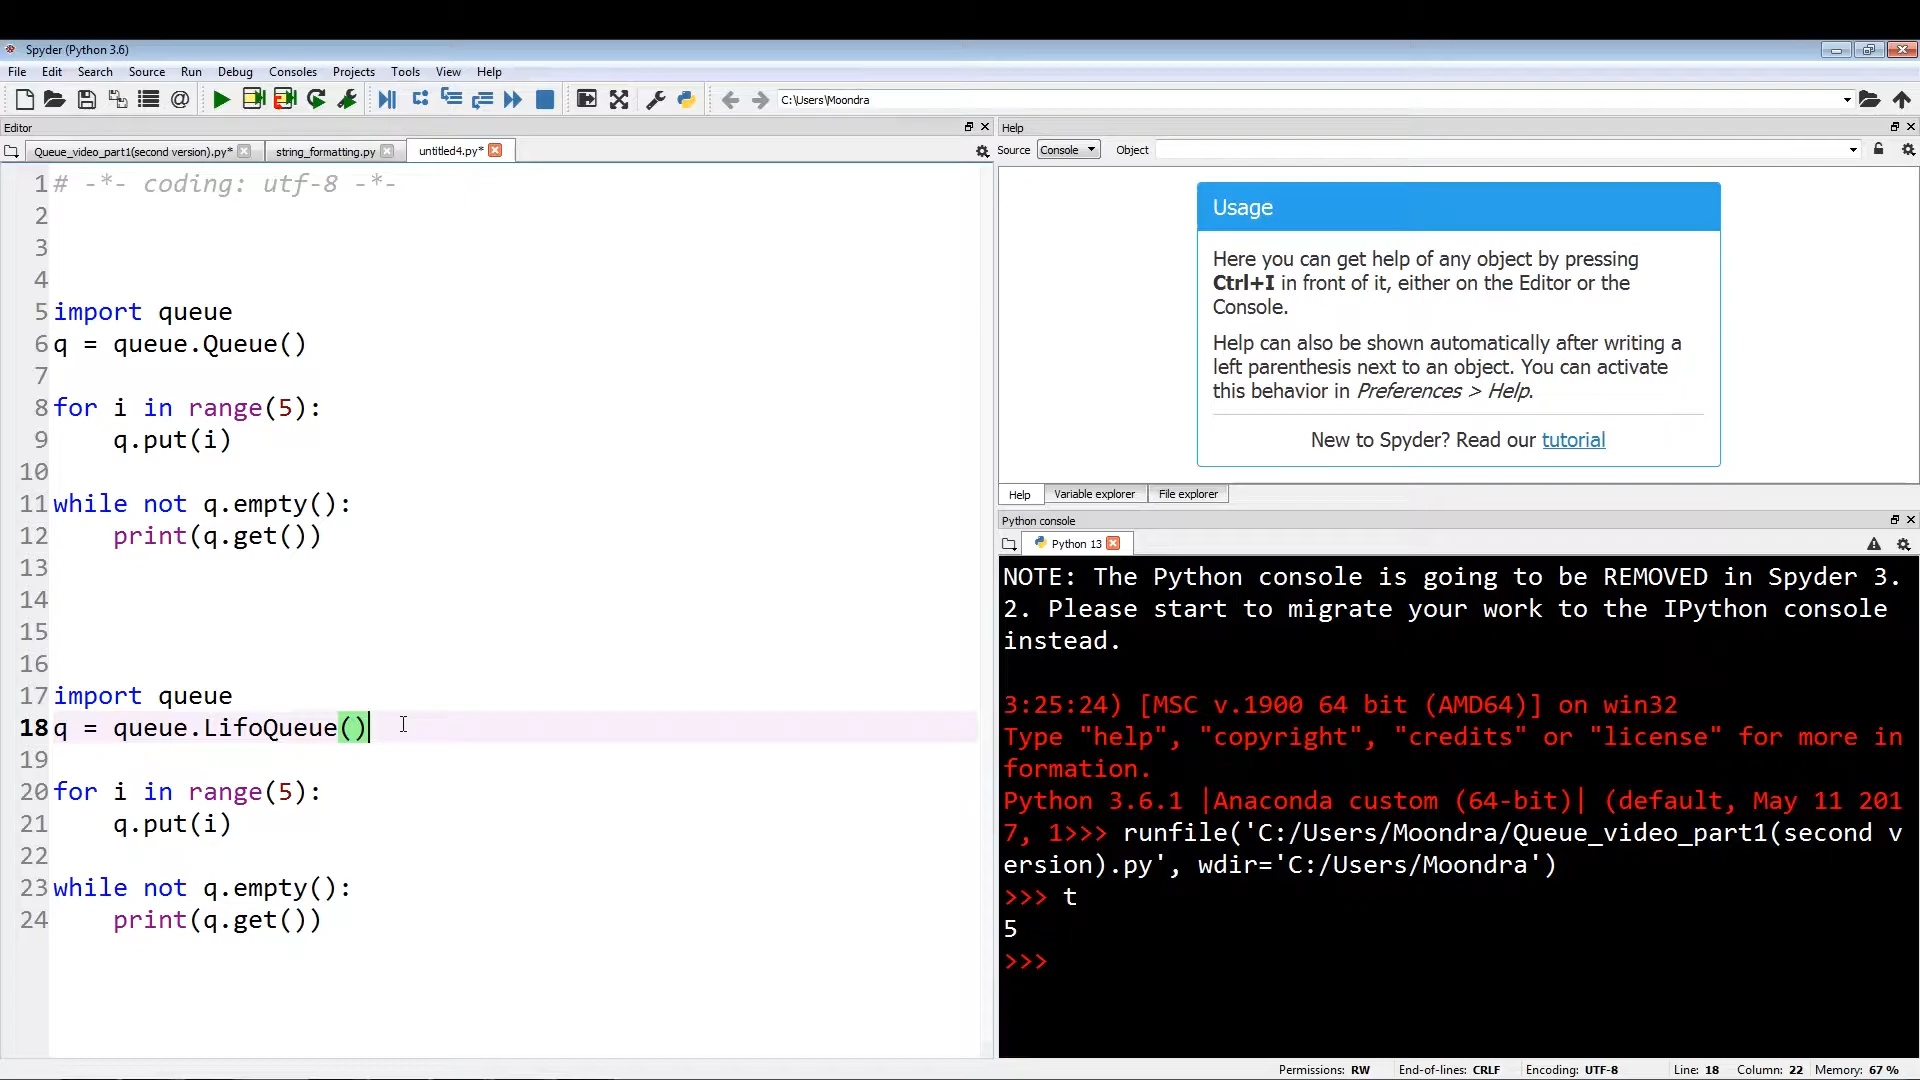 Spyder (Python 3.6)
File Edit Search Source Run Debug Consoles Projects Tools View Help
C:\Users\Moondra
Editor
Queue_video_part1(second version).py* string_formatting.py untitled4.py*
1 # -*- coding: utf-8 -*-
2
3
4
5 import queue
6 q = queue.Queue()
7
8 for i in range(5):
9     q.put(i)
10
11 while not q.empty():
12     print(q.get())
13
14
15
16
17 import queue
18 q = queue.LifoQueue()
19
20 for i in range(5):
21     q.put(i)
22
23 while not q.empty():
24     print(q.get())
Help
Source Console Object
Usage
Here you can get help of any object by pressing
Ctrl+I in front of it, either on the Editor or the
Console.
Help can also be shown automatically after writing a
left parenthesis next to an object. You can activate
this behavior in Preferences > Help.
New to Spyder? Read our tutorial
Help Variable explorer File explorer
Python console
Python 13
NOTE: The Python console is going to be REMOVED in Spyder 3.
2. Please start to migrate your work to the IPython console
instead.
3:25:24) [MSC v.1900 64 bit (AMD64)] on win32
Type "help", "copyright", "credits" or "license" for more in
formation.
Python 3.6.1 |Anaconda custom (64-bit)| (default, May 11 201
7, 1>>> runfile('C:/Users/Moondra/Queue_video_part1(second v
ersion).py', wdir='C:/Users/Moondra')
>>> t
5
>>>
Permissions: RW End-of-lines: CRLF Encoding: UTF-8 Line: 18 Column: 22 Memory: 67 %